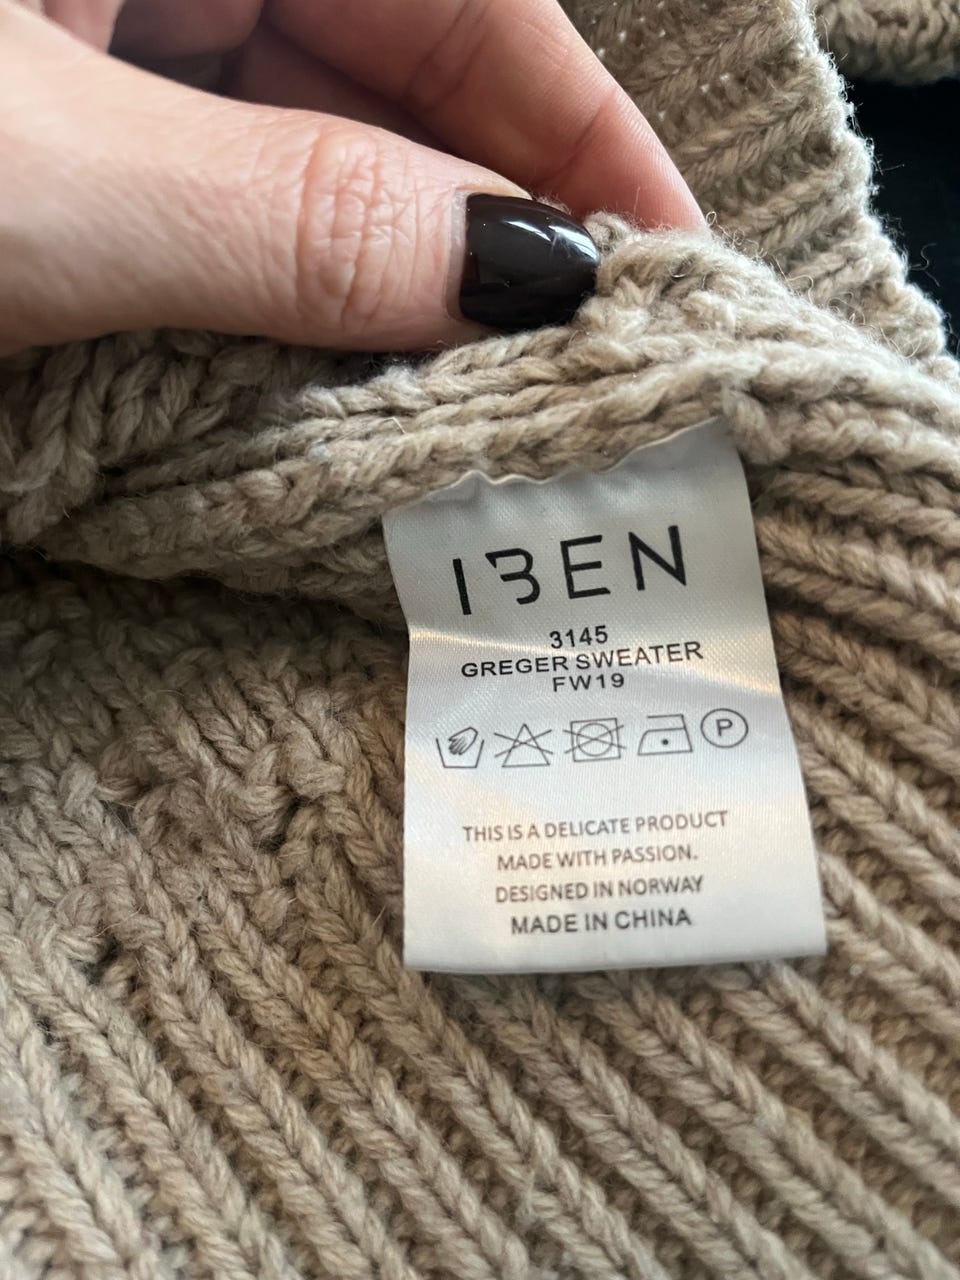 IBEN
3145
GREGER SWEATER
FW19
P
THIS IS A DELICATE PRODUCT
MADE WITH PASSION.
DESIGNED IN NORWAY
MADE IN CHINA